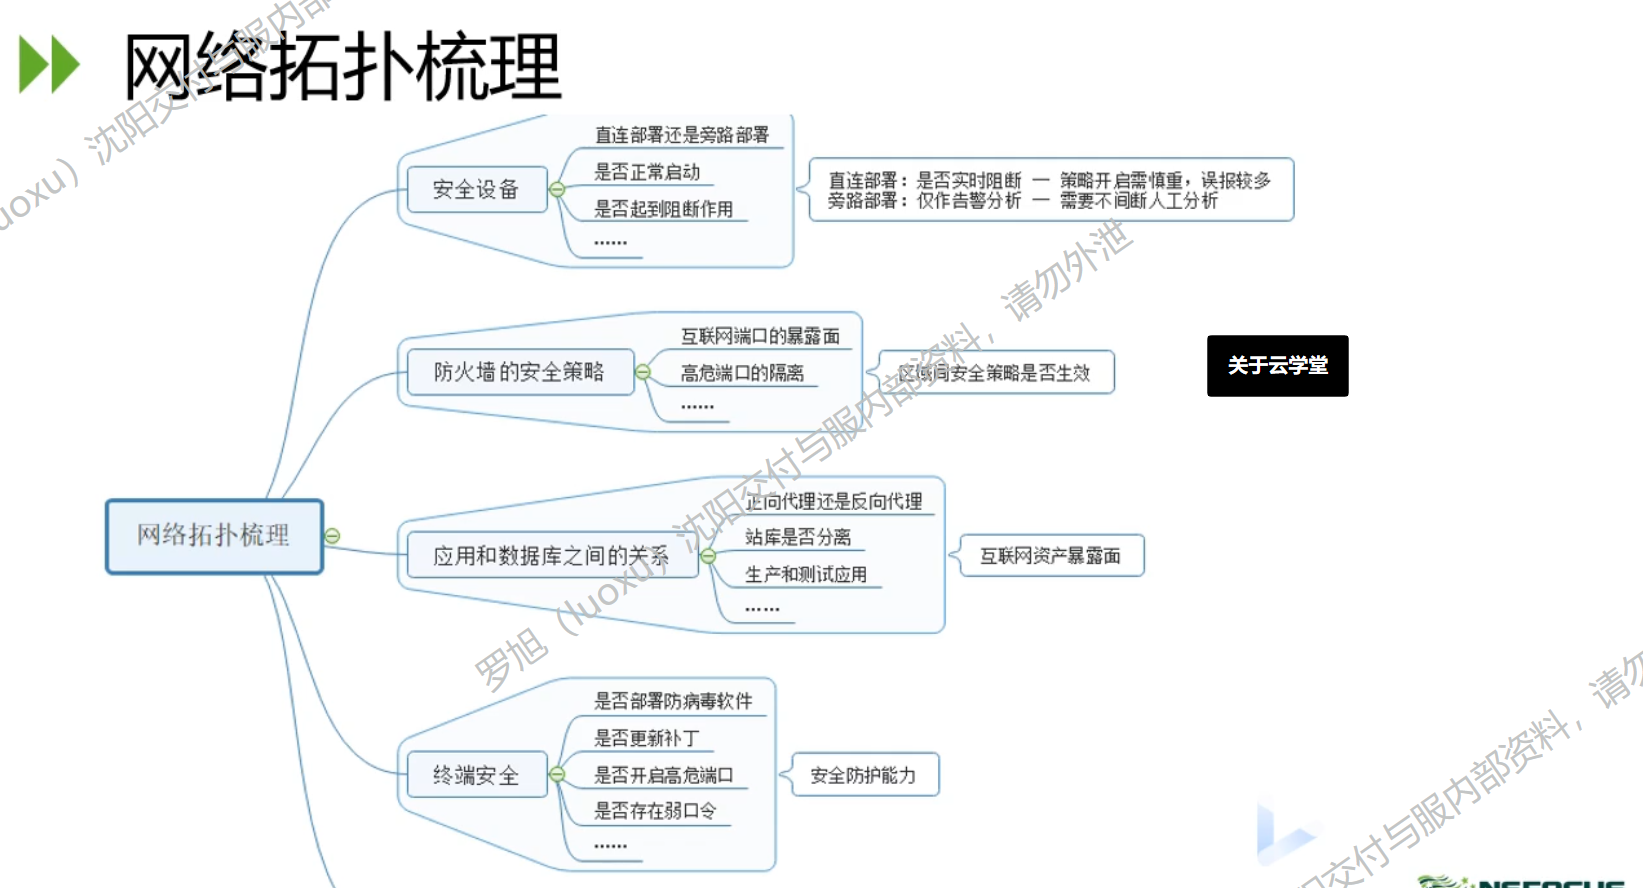 网络拓扑梳理
直连部署还是旁路部署
是否正常启动
安全设备
是否起到阻断作用
......
直连部署：是否实时阻断 — 策略开启需慎重，误报较多
旁路部署：仅作告警分析 — 需要不间断人工分析
互联网端口的暴露面
防火墙的安全策略
高危端口的隔离
......
区域间安全策略是否生效
关于云学堂
网络拓扑梳理
正向代理还是反向代理
站库是否分离
应用和数据库之间的关系
生产和测试应用
......
互联网资产暴露面
是否部署防病毒软件
是否更新补丁
终端安全
是否开启高危端口
是否存在弱口令
......
安全防护能力
uoxu）沈阳交付与服内部
罗旭（luoxu）沈阳交付与服内部资料，请勿外泄
阳交付与服内部资料，请勿
NSFOCUS